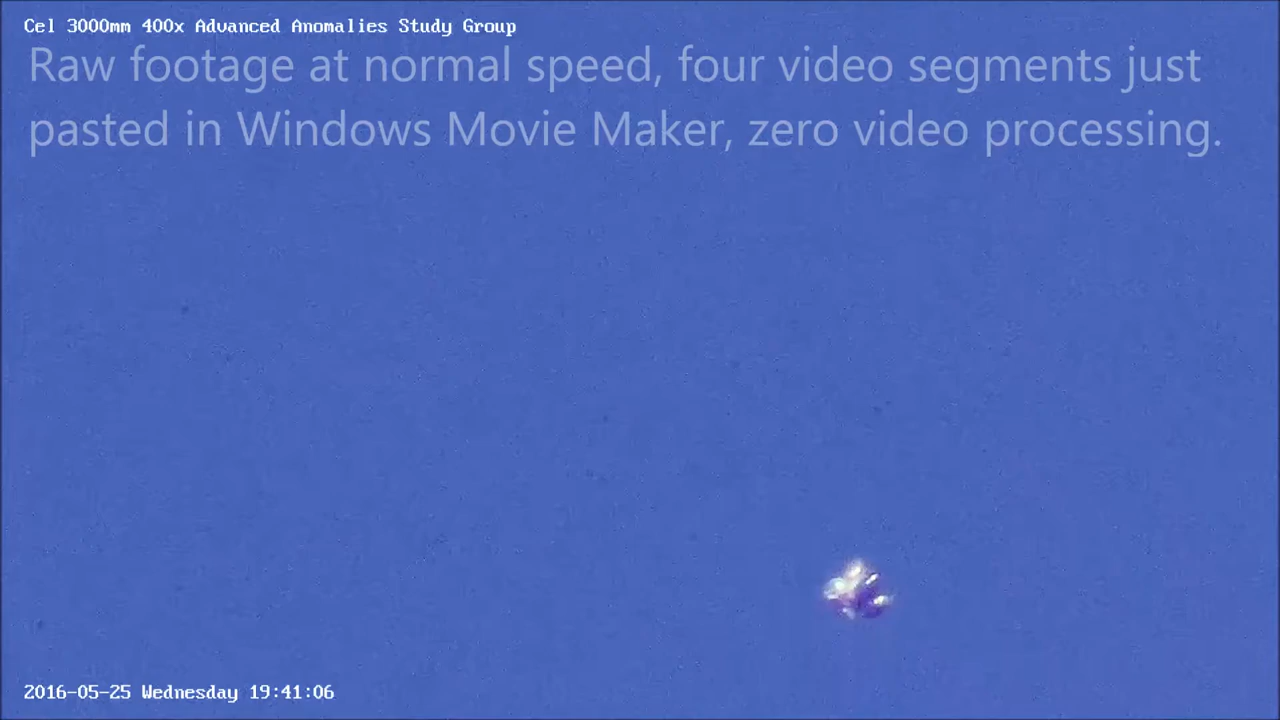 Cel 3000mm 400x Advanced Anomalies Study Group
Raw footage at normal speed, four video segments just
pasted in Windows Movie Maker, zero video processing.
2016-05-25 Wednesday 19:41:06